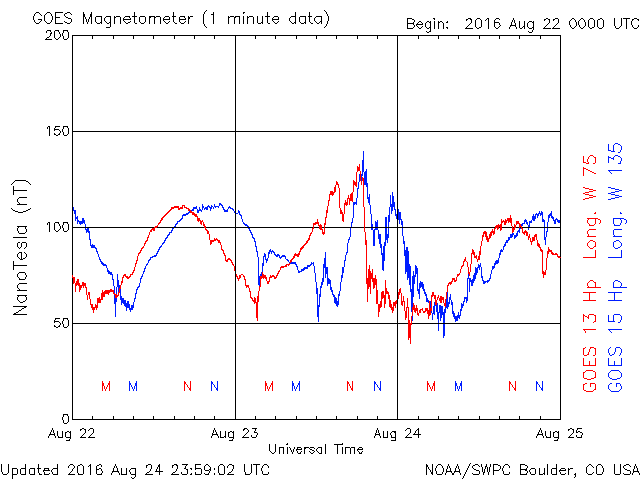 GOES Magnetometer (1 minute data)
Begin: 2016 Aug 22 0000 UTC
200
150
100
50
0
NanoTesla (nT)
M M N N M M N N M M N N
Aug 22 Aug 23 Aug 24 Aug 25
Universal Time
GOES 13 Hp Long. W 75
GOES 15 Hp Long. W 135
Updated 2016 Aug 24 23:59:02 UTC
NOAA/SWPC Boulder, CO USA